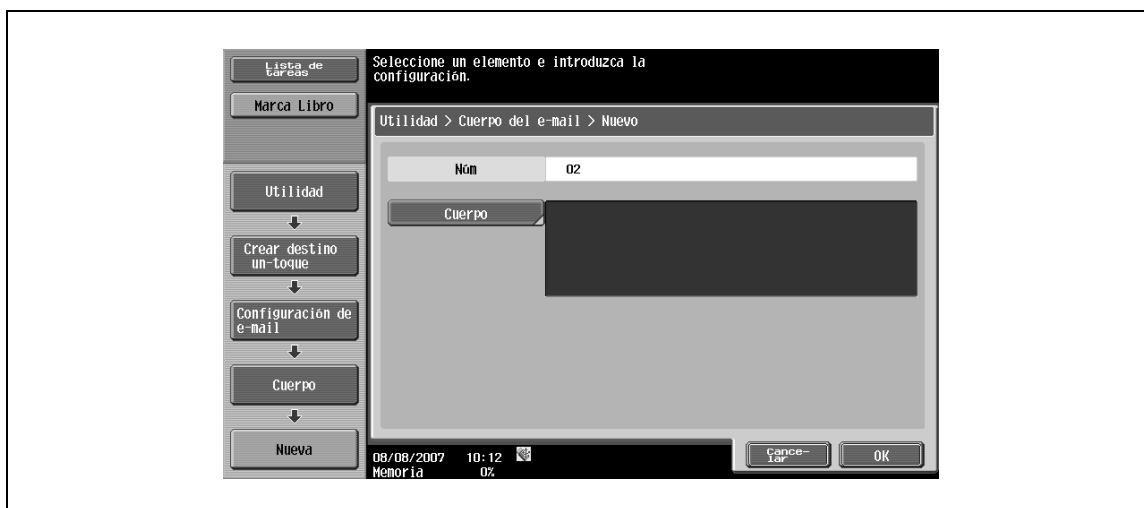 Lista de
tareas
Marca Libro
Seleccione un elemento e introduzca la
configuración.
Utilidad > Cuerpo del e-mail > Nuevo
Núm
02
Cuerpo
Utilidad
Crear destino
un-toque
Configuración de
e-mail
Cuerpo
Nueva
08/08/2007 10:12
Memoria 0%
Cance-
lar
OK